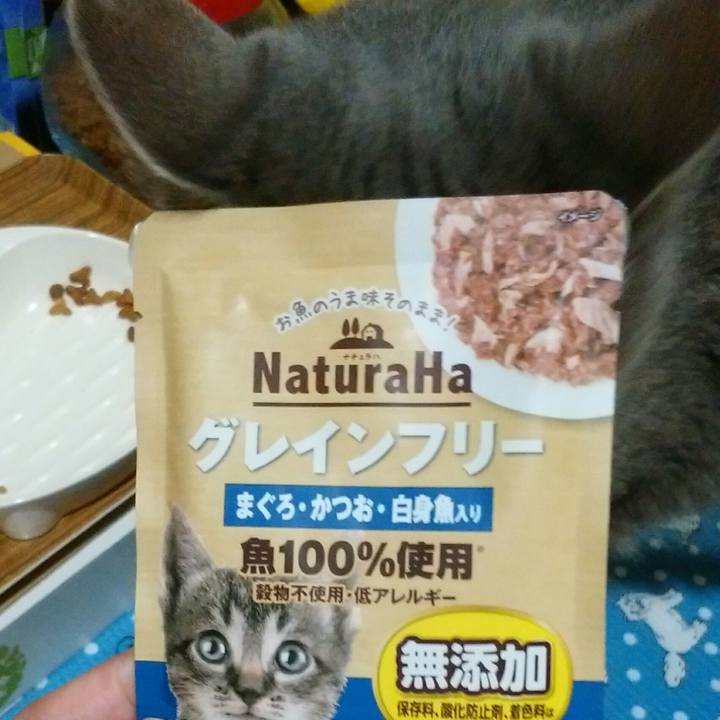 イメージ
お魚のうま味そのまま!
ナチュラハ
NaturaHa
グレインフリー
まぐろ・かつお・白身魚入り
魚100%使用※
穀物不使用・低アレルギー
無添加
保存料、酸化防止剤、着色料は